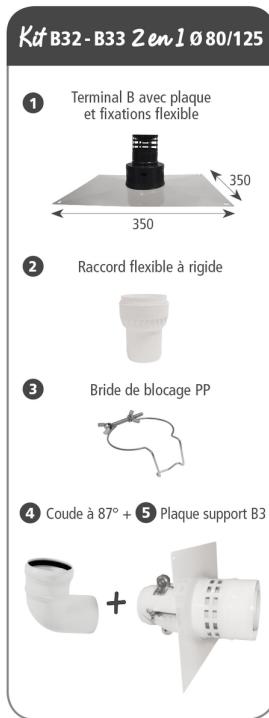 Kit B32 - B33 2 en 1 Ø 80/125
1 Terminal B avec plaque
et fixations flexible
350
350
2 Raccord flexible à rigide
3 Bride de blocage PP
4 Coude à 87° + 5 Plaque support B3
+